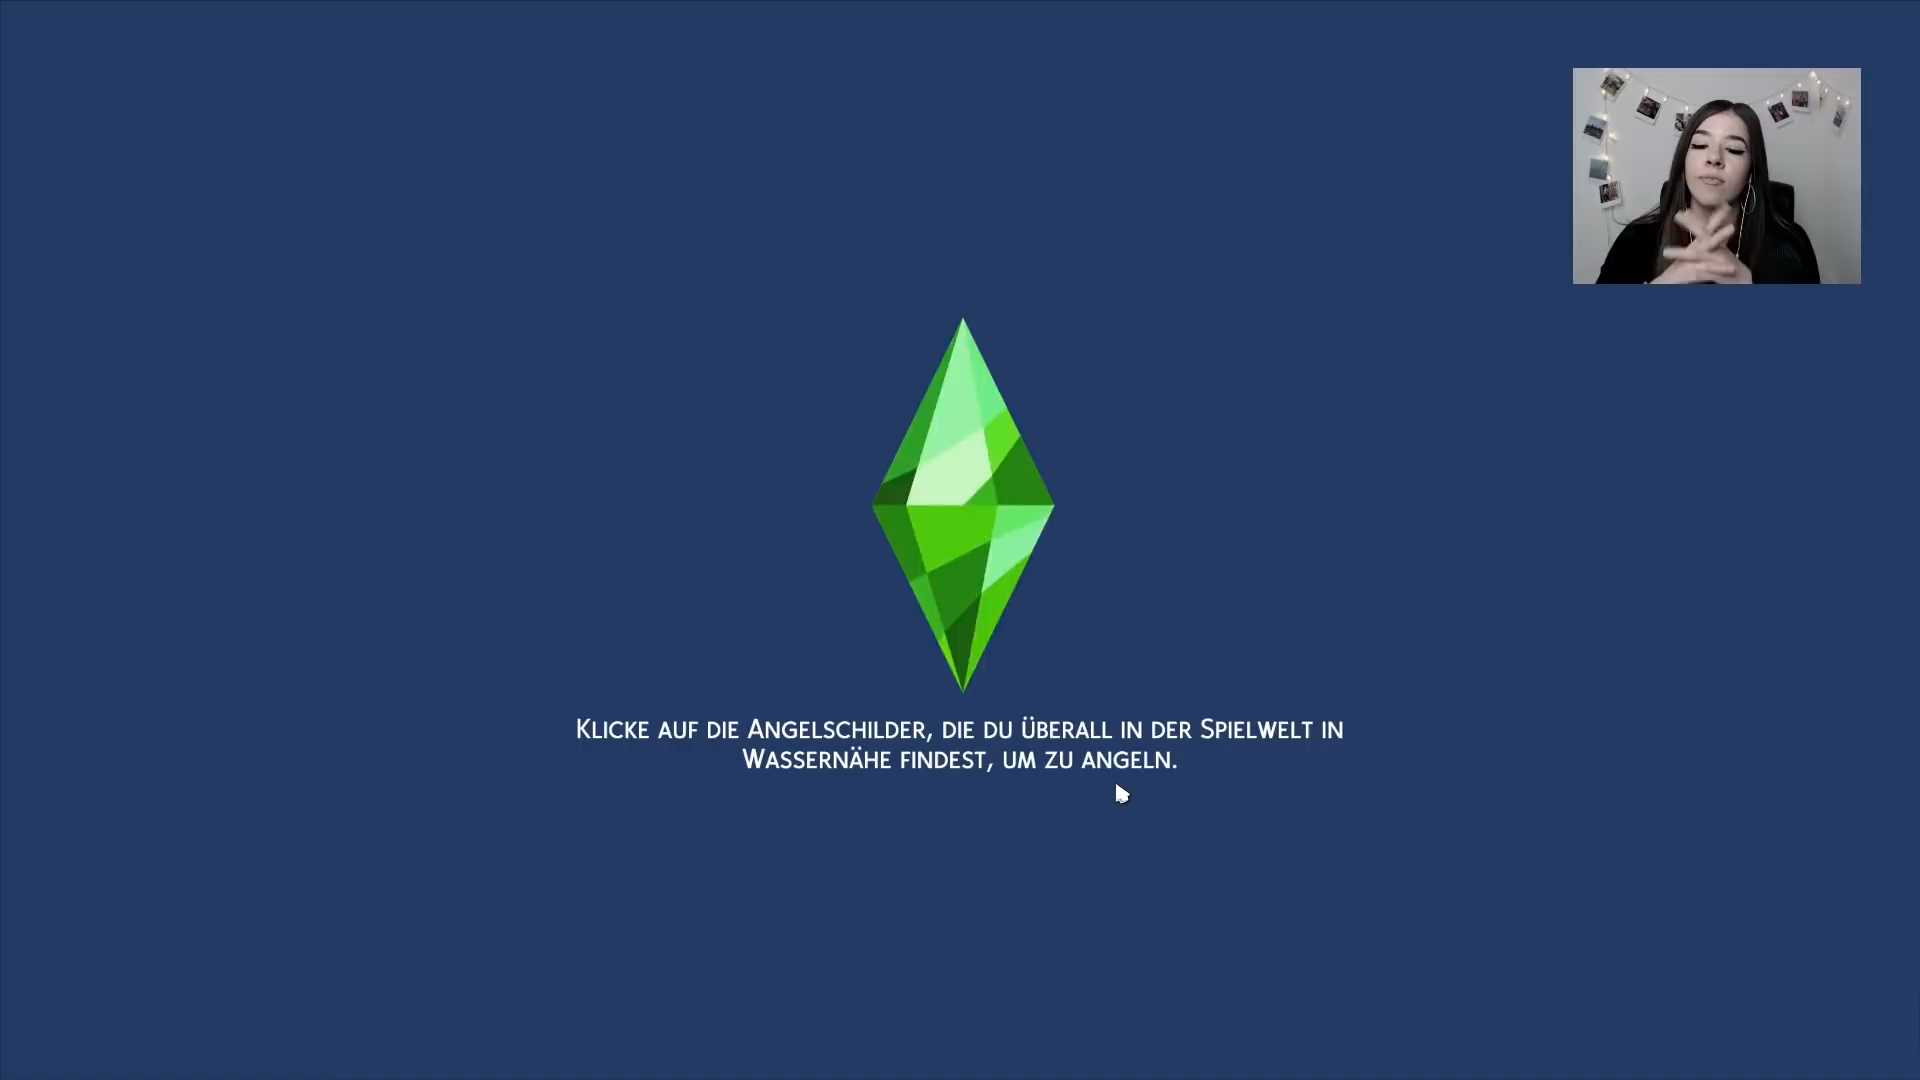 Klicke auf die Angelschilder, die du überall in der Spielwelt in
Wassernähe findest, um zu angeln.